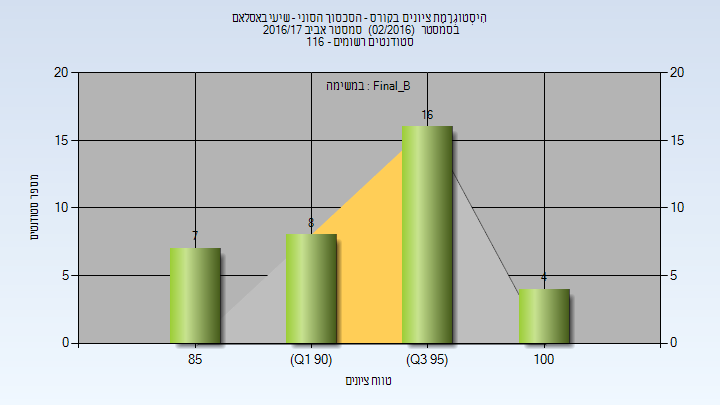 היסטוגרמת ציונים בקורס - הסכסוך הסוני - שיעי באסלאם
בסמסטר (02/2016) סמסטר אביב 2016/17
סטודנטים רשומים - 116
במשימה : Final_B
20 20
15 15
10 10
5 5
0 0
מספר סטודנטים
16
8
7
4
85 (Q1 90) (Q3 95) 100
טווח ציונים